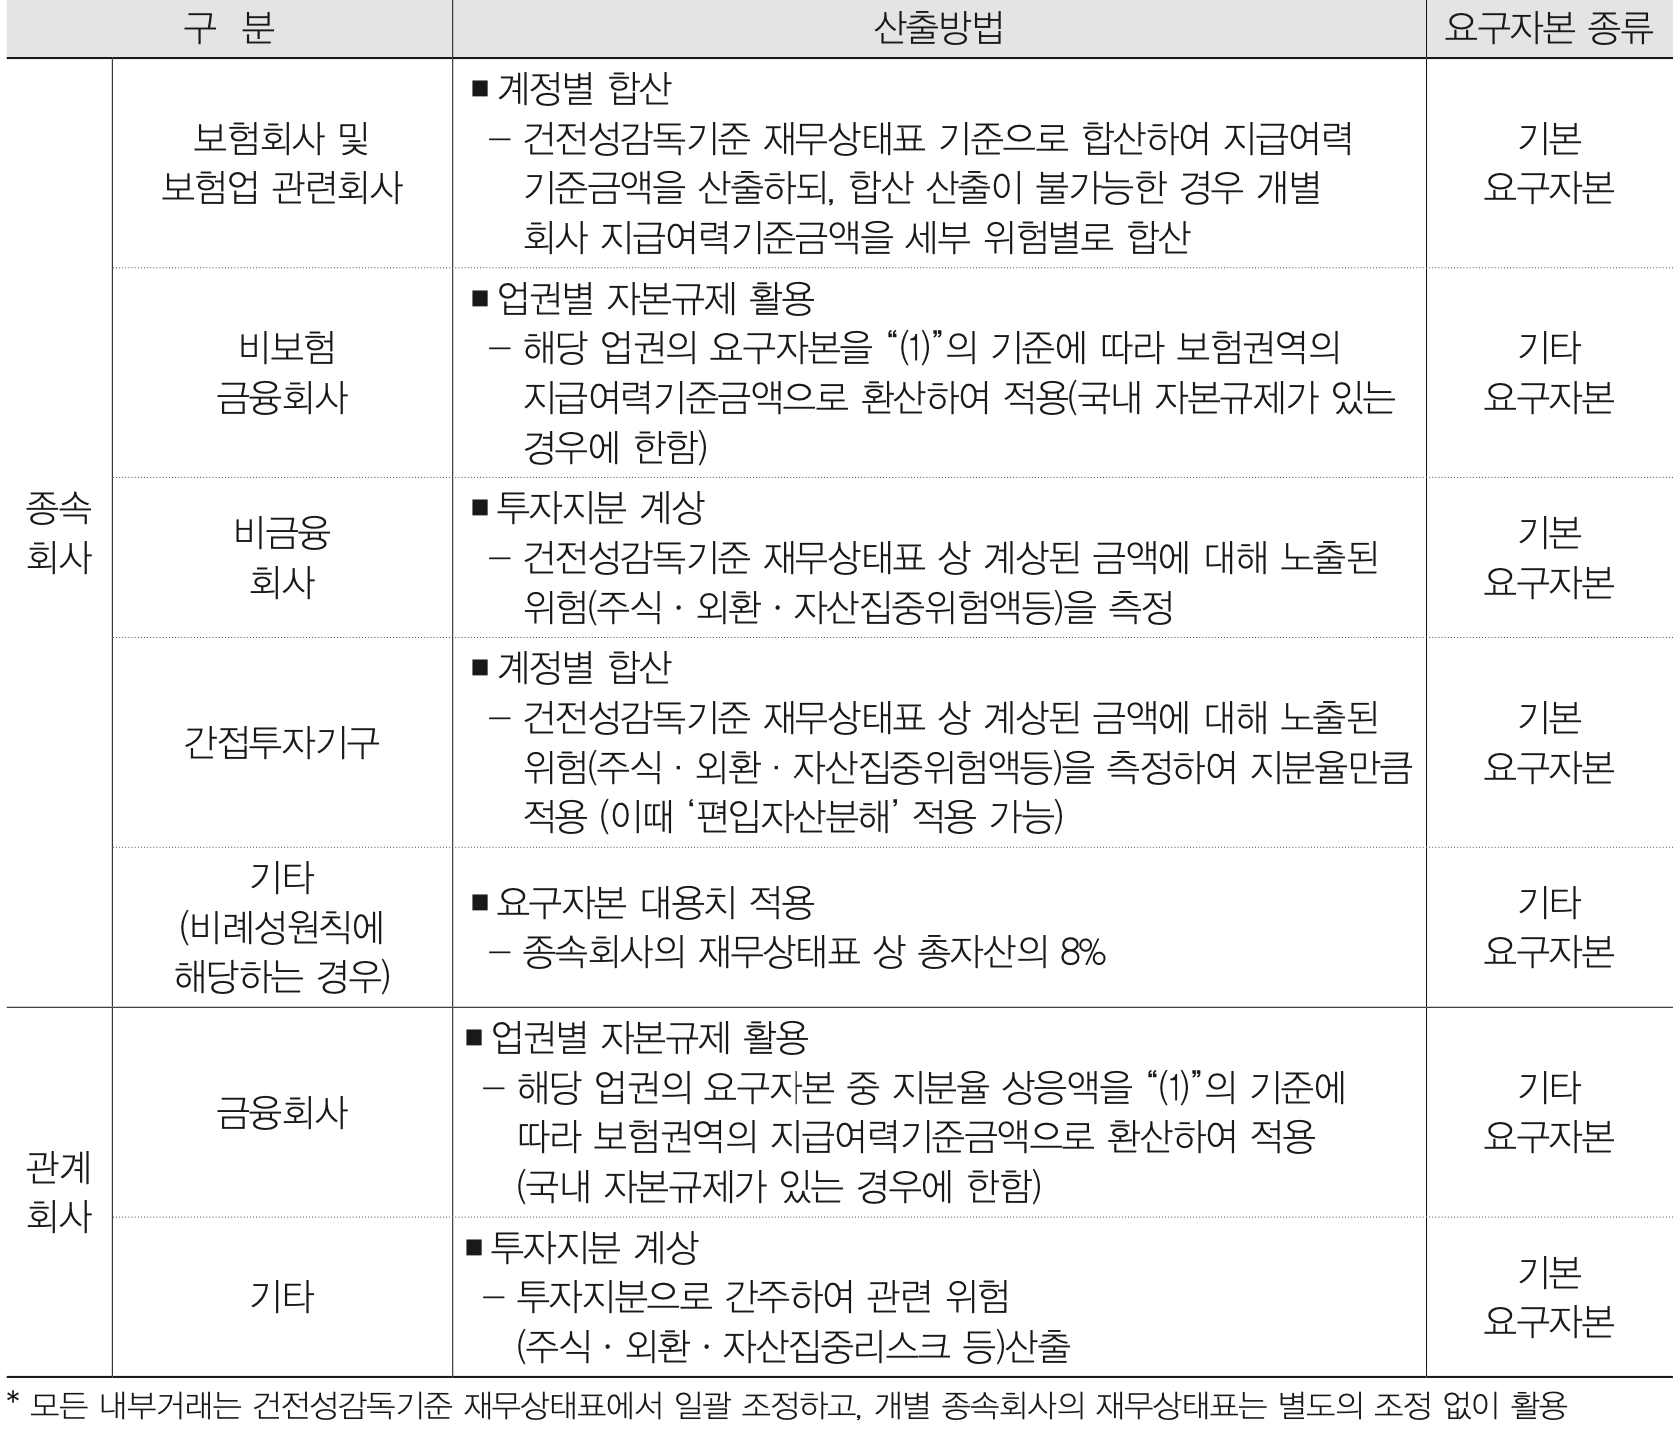 구 분 산출방법 요구자본 종류
종속
회사
보험회사 및
보험업 관련회사
■ 계정별 합산
– 건전성감독기준 재무상태표 기준으로 합산하여 지급여력
기준금액을 산출하되, 합산 산출이 불가능한 경우 개별
회사 지급여력기준금액을 세부 위험별로 합산
기본
요구자본
비보험
금융회사
■ 업권별 자본규제 활용
– 해당 업권의 요구자본을 “(1)”의 기준에 따라 보험권역의
지급여력기준금액으로 환산하여 적용(국내 자본규제가 있는
경우에 한함)
기타
요구자본
비금융
회사
■ 투자지분 계상
– 건전성감독기준 재무상태표 상 계상된 금액에 대해 노출된
위험(주식 · 외환 · 자산집중위험액등)을 측정
기본
요구자본
간접투자기구
■ 계정별 합산
– 건전성감독기준 재무상태표 상 계상된 금액에 대해 노출된
위험(주식 · 외환 · 자산집중위험액등)을 측정하여 지분율만큼
적용 (이때 ‘편입자산분해’ 적용 가능)
기본
요구자본
기타
(비례성원칙에
해당하는 경우)
■ 요구자본 대용치 적용
– 종속회사의 재무상태표 상 총자산의 8%
기타
요구자본
관계
회사
금융회사
■ 업권별 자본규제 활용
– 해당 업권의 요구자본 중 지분율 상응액을 “(1)”의 기준에
따라 보험권역의 지급여력기준금액으로 환산하여 적용
(국내 자본규제가 있는 경우에 한함)
기타
요구자본
기타
■ 투자지분 계상
– 투자지분으로 간주하여 관련 위험
(주식 · 외환 · 자산집중리스크 등)산출
기본
요구자본
* 모든 내부거래는 건전성감독기준 재무상태표에서 일괄 조정하고, 개별 종속회사의 재무상태표는 별도의 조정 없이 활용